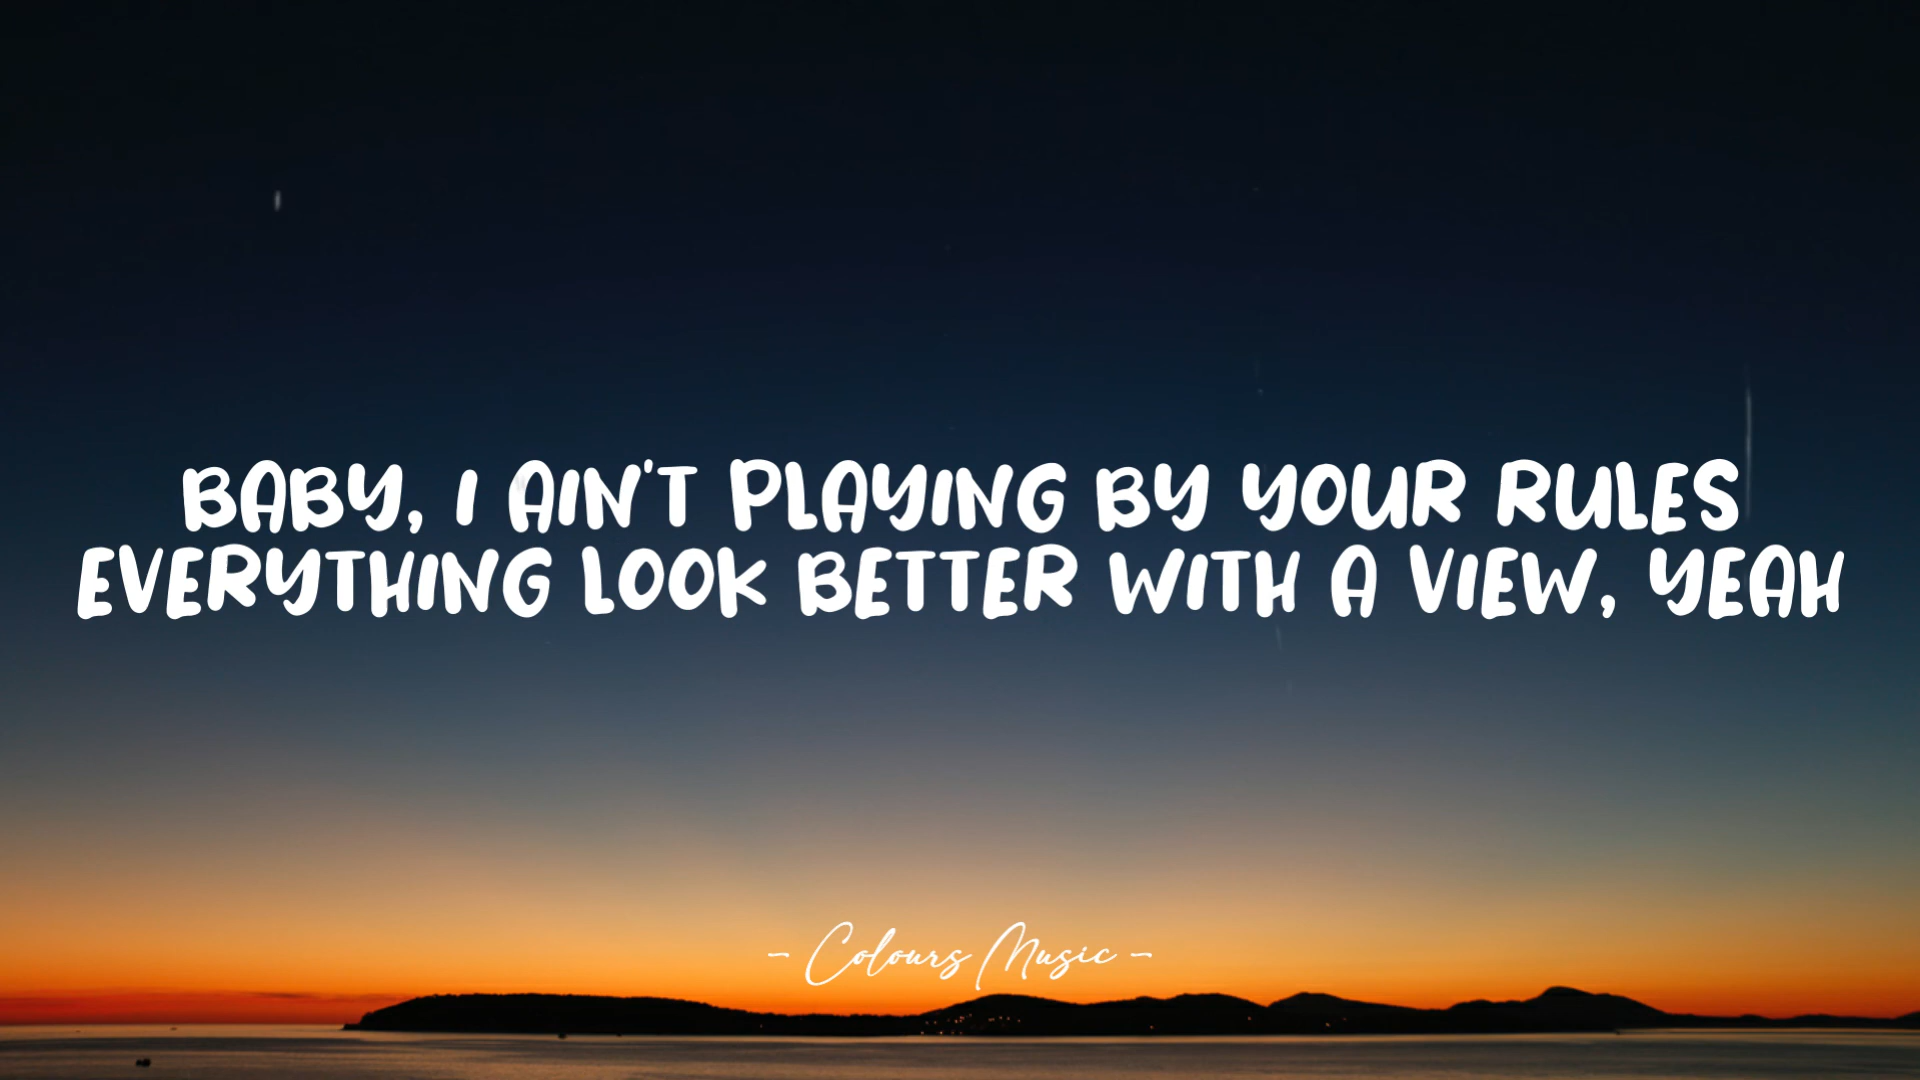 BABY, I AIN'T PLAYING BY YOUR RULES
EVERYTHING LOOK BETTER WITH A VIEW, YEAH
- Colours Music -